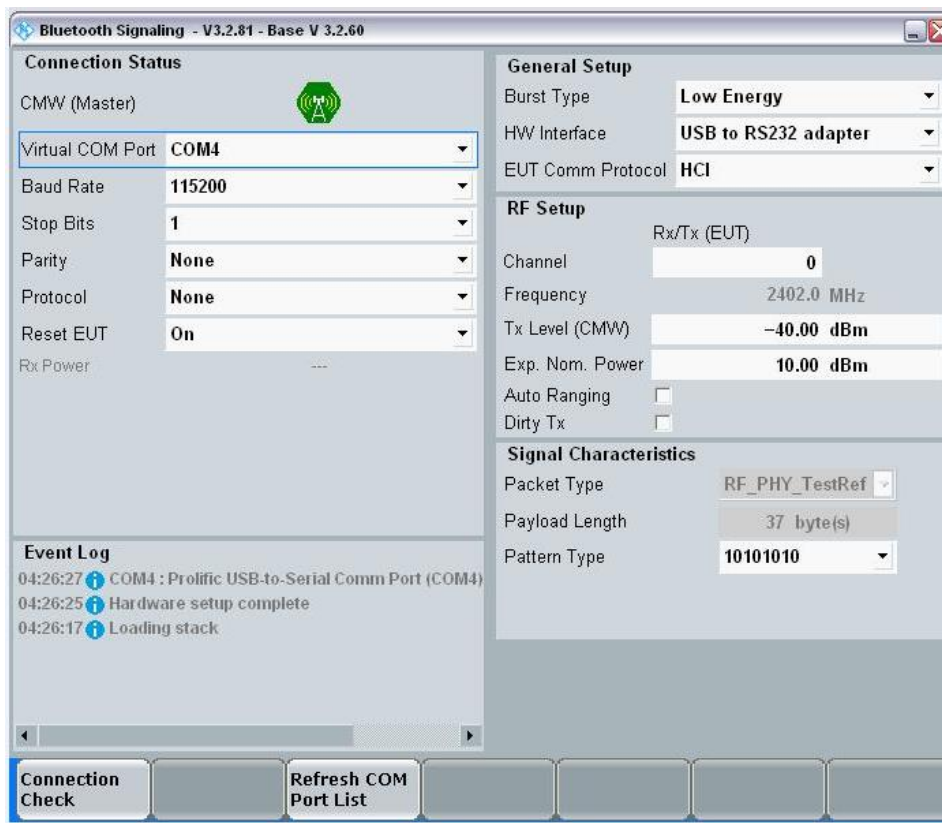 Bluetooth Signaling - V3.2.81 - Base V 3.2.60
Connection Status
CMW (Master)
Virtual COM Port COM4
Baud Rate 115200
Stop Bits 1
Parity None
Protocol None
Reset EUT On
Rx Power ---
Event Log
04:26:27 COM4 : Prolific USB-to-Serial Comm Port (COM4)
04:26:25 Hardware setup complete
04:26:17 Loading stack
General Setup
Burst Type Low Energy
HW Interface USB to RS232 adapter
EUT Comm Protocol HCI
RF Setup
Rx/Tx (EUT)
Channel 0
Frequency 2402.0 MHz
Tx Level (CMW) −40.00 dBm
Exp. Nom. Power 10.00 dBm
Auto Ranging
Dirty Tx
Signal Characteristics
Packet Type RF_PHY_TestRef
Payload Length 37 byte(s)
Pattern Type 10101010
Connection
Check
Refresh COM
Port List